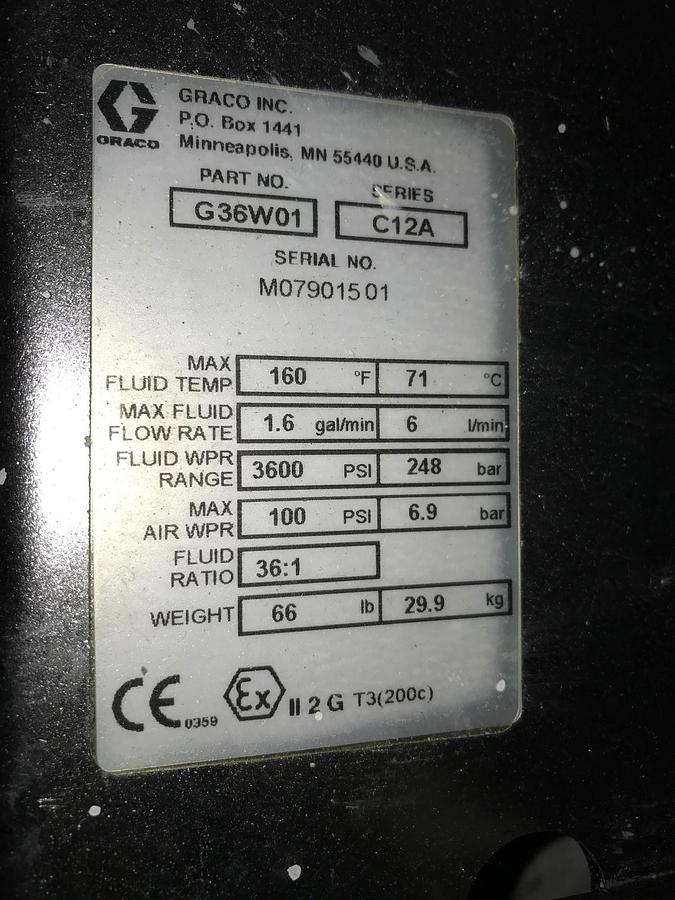 GRACO
GRACO INC.
P.O. Box 1441
Minneapolis, MN 55440 U.S.A.
PART NO. SERIES
G36W01 C12A
SERIAL NO.
M07901501
MAX
FLUID TEMP 160 °F 71 °C
MAX FLUID
FLOW RATE 1.6 gal/min 6 l/min
FLUID WPR
RANGE 3600 PSI 248 bar
MAX
AIR WPR 100 PSI 6.9 bar
FLUID
RATIO 36:1
WEIGHT 66 lb 29.9 kg
CE 0359 Ex II 2 G T3(200c)